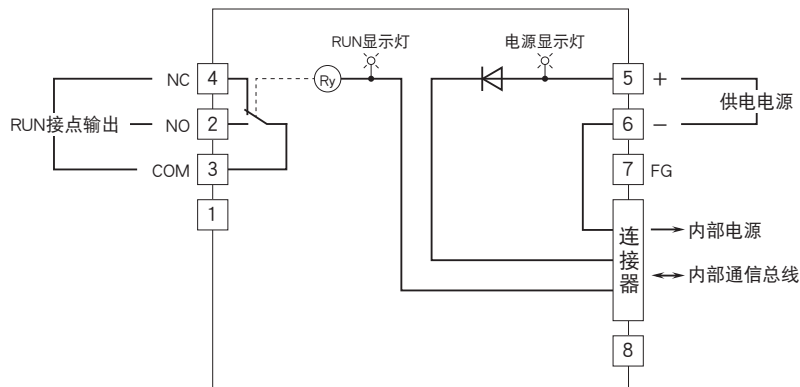 RUN显示灯
电源显示灯
NC
4
Ry
5
+
RUN接点输出
NO
2
6
−
供电电源
COM
3
7
FG
1
连接器
内部电源
内部通信总线
8